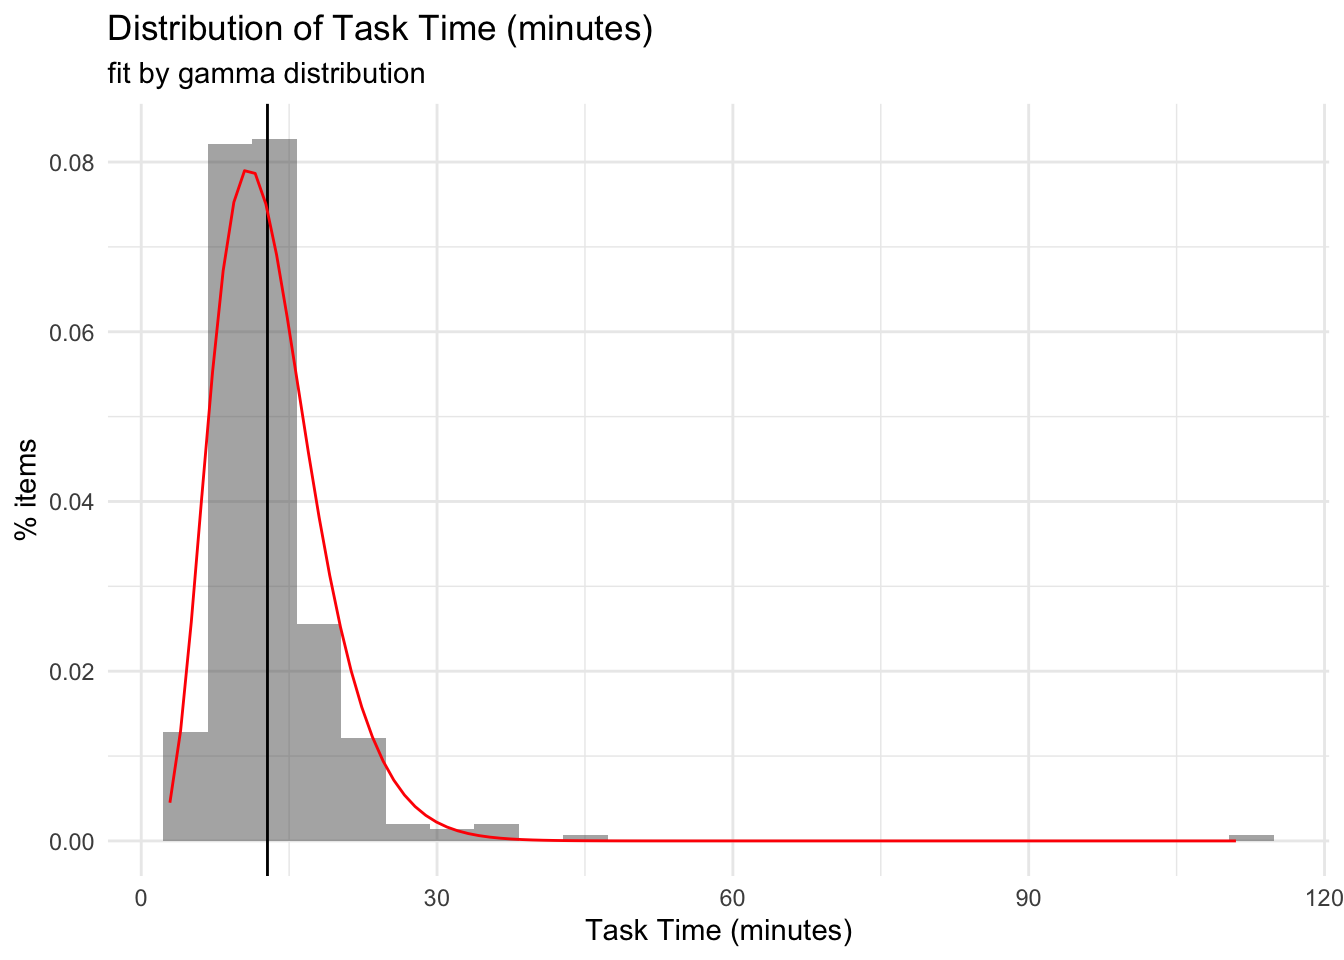 Distribution of Task Time (minutes)
fit by gamma distribution
% items
0.08
0.06
0.04
0.02
0.00
0 30 60 90 120
Task Time (minutes)